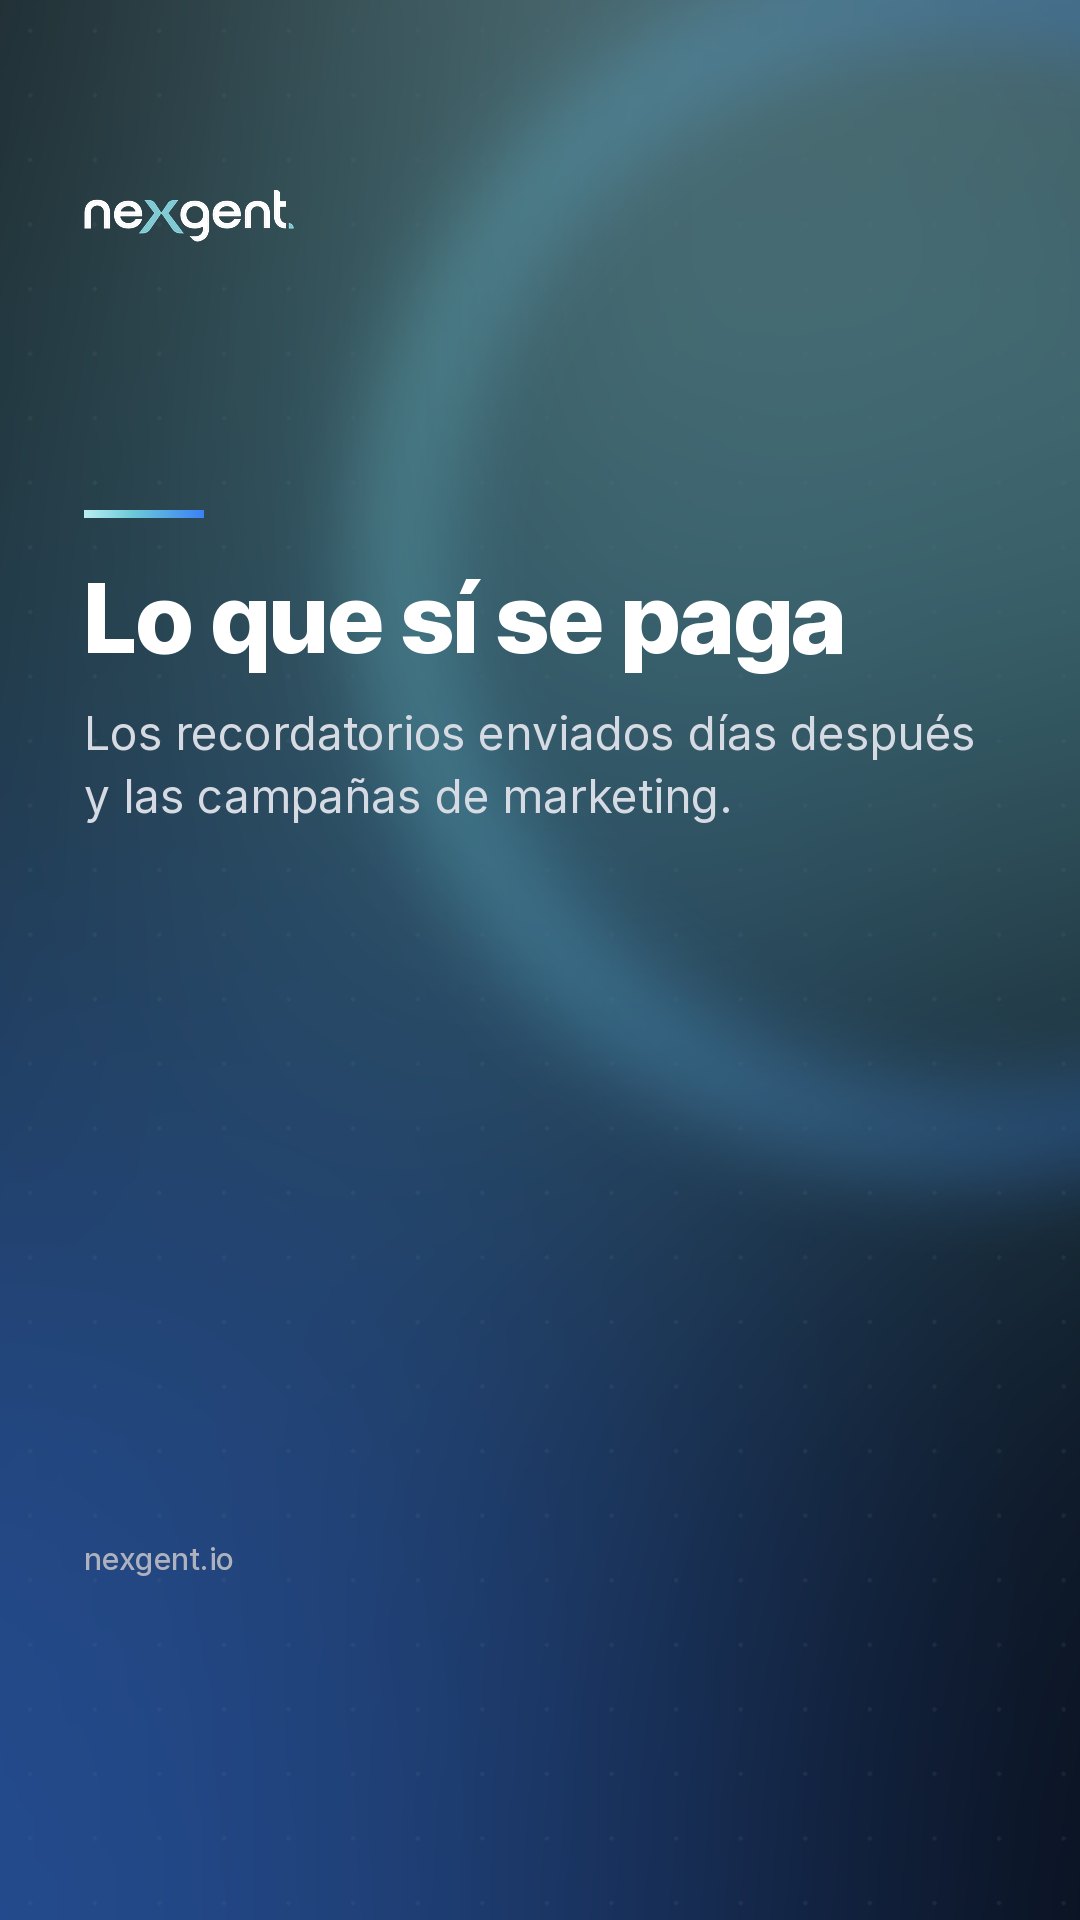 nexgent.
Lo que sí se paga
Los recordatorios enviados días después
y las campañas de marketing.
nexgent.io